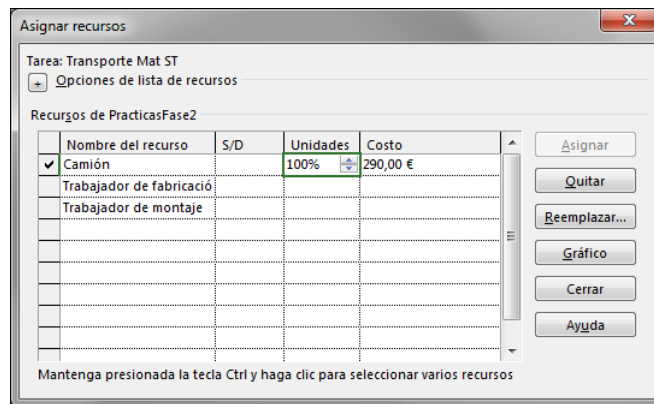 Asignar recursos
Tarea: Transporte Mat ST
+ Opciones de lista de recursos
Recursos de PracticasFase2
Nombre del recurso S/D Unidades Costo
Camión 100% 290,00 €
Trabajador de fabricació
Trabajador de montaje
Asignar
Quitar
Reemplazar...
Gráfico
Cerrar
Ayuda
Mantenga presionada la tecla Ctrl y haga clic para seleccionar varios recursos